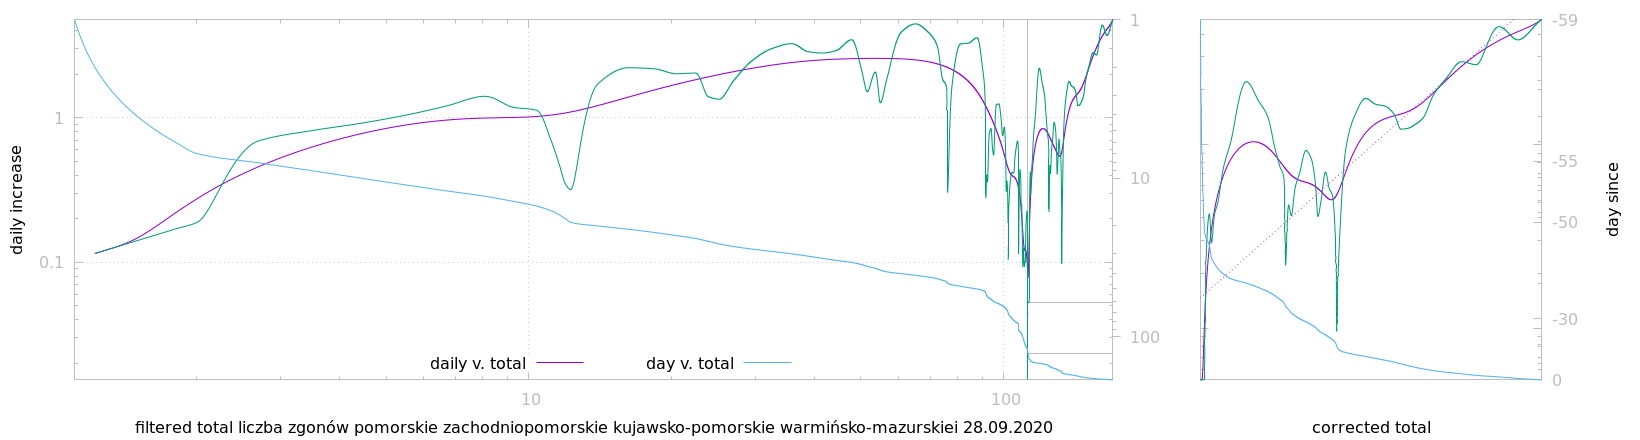 1
-59
1
-55
10
-50
daily increase
day since
0.1
-30
100
daily v. total
day v. total
0
10
100
filtered total liczba zgonów pomorskie zachodniopomorskie kujawsko-pomorskie warmińsko-mazurskiei 28.09.2020
corrected total